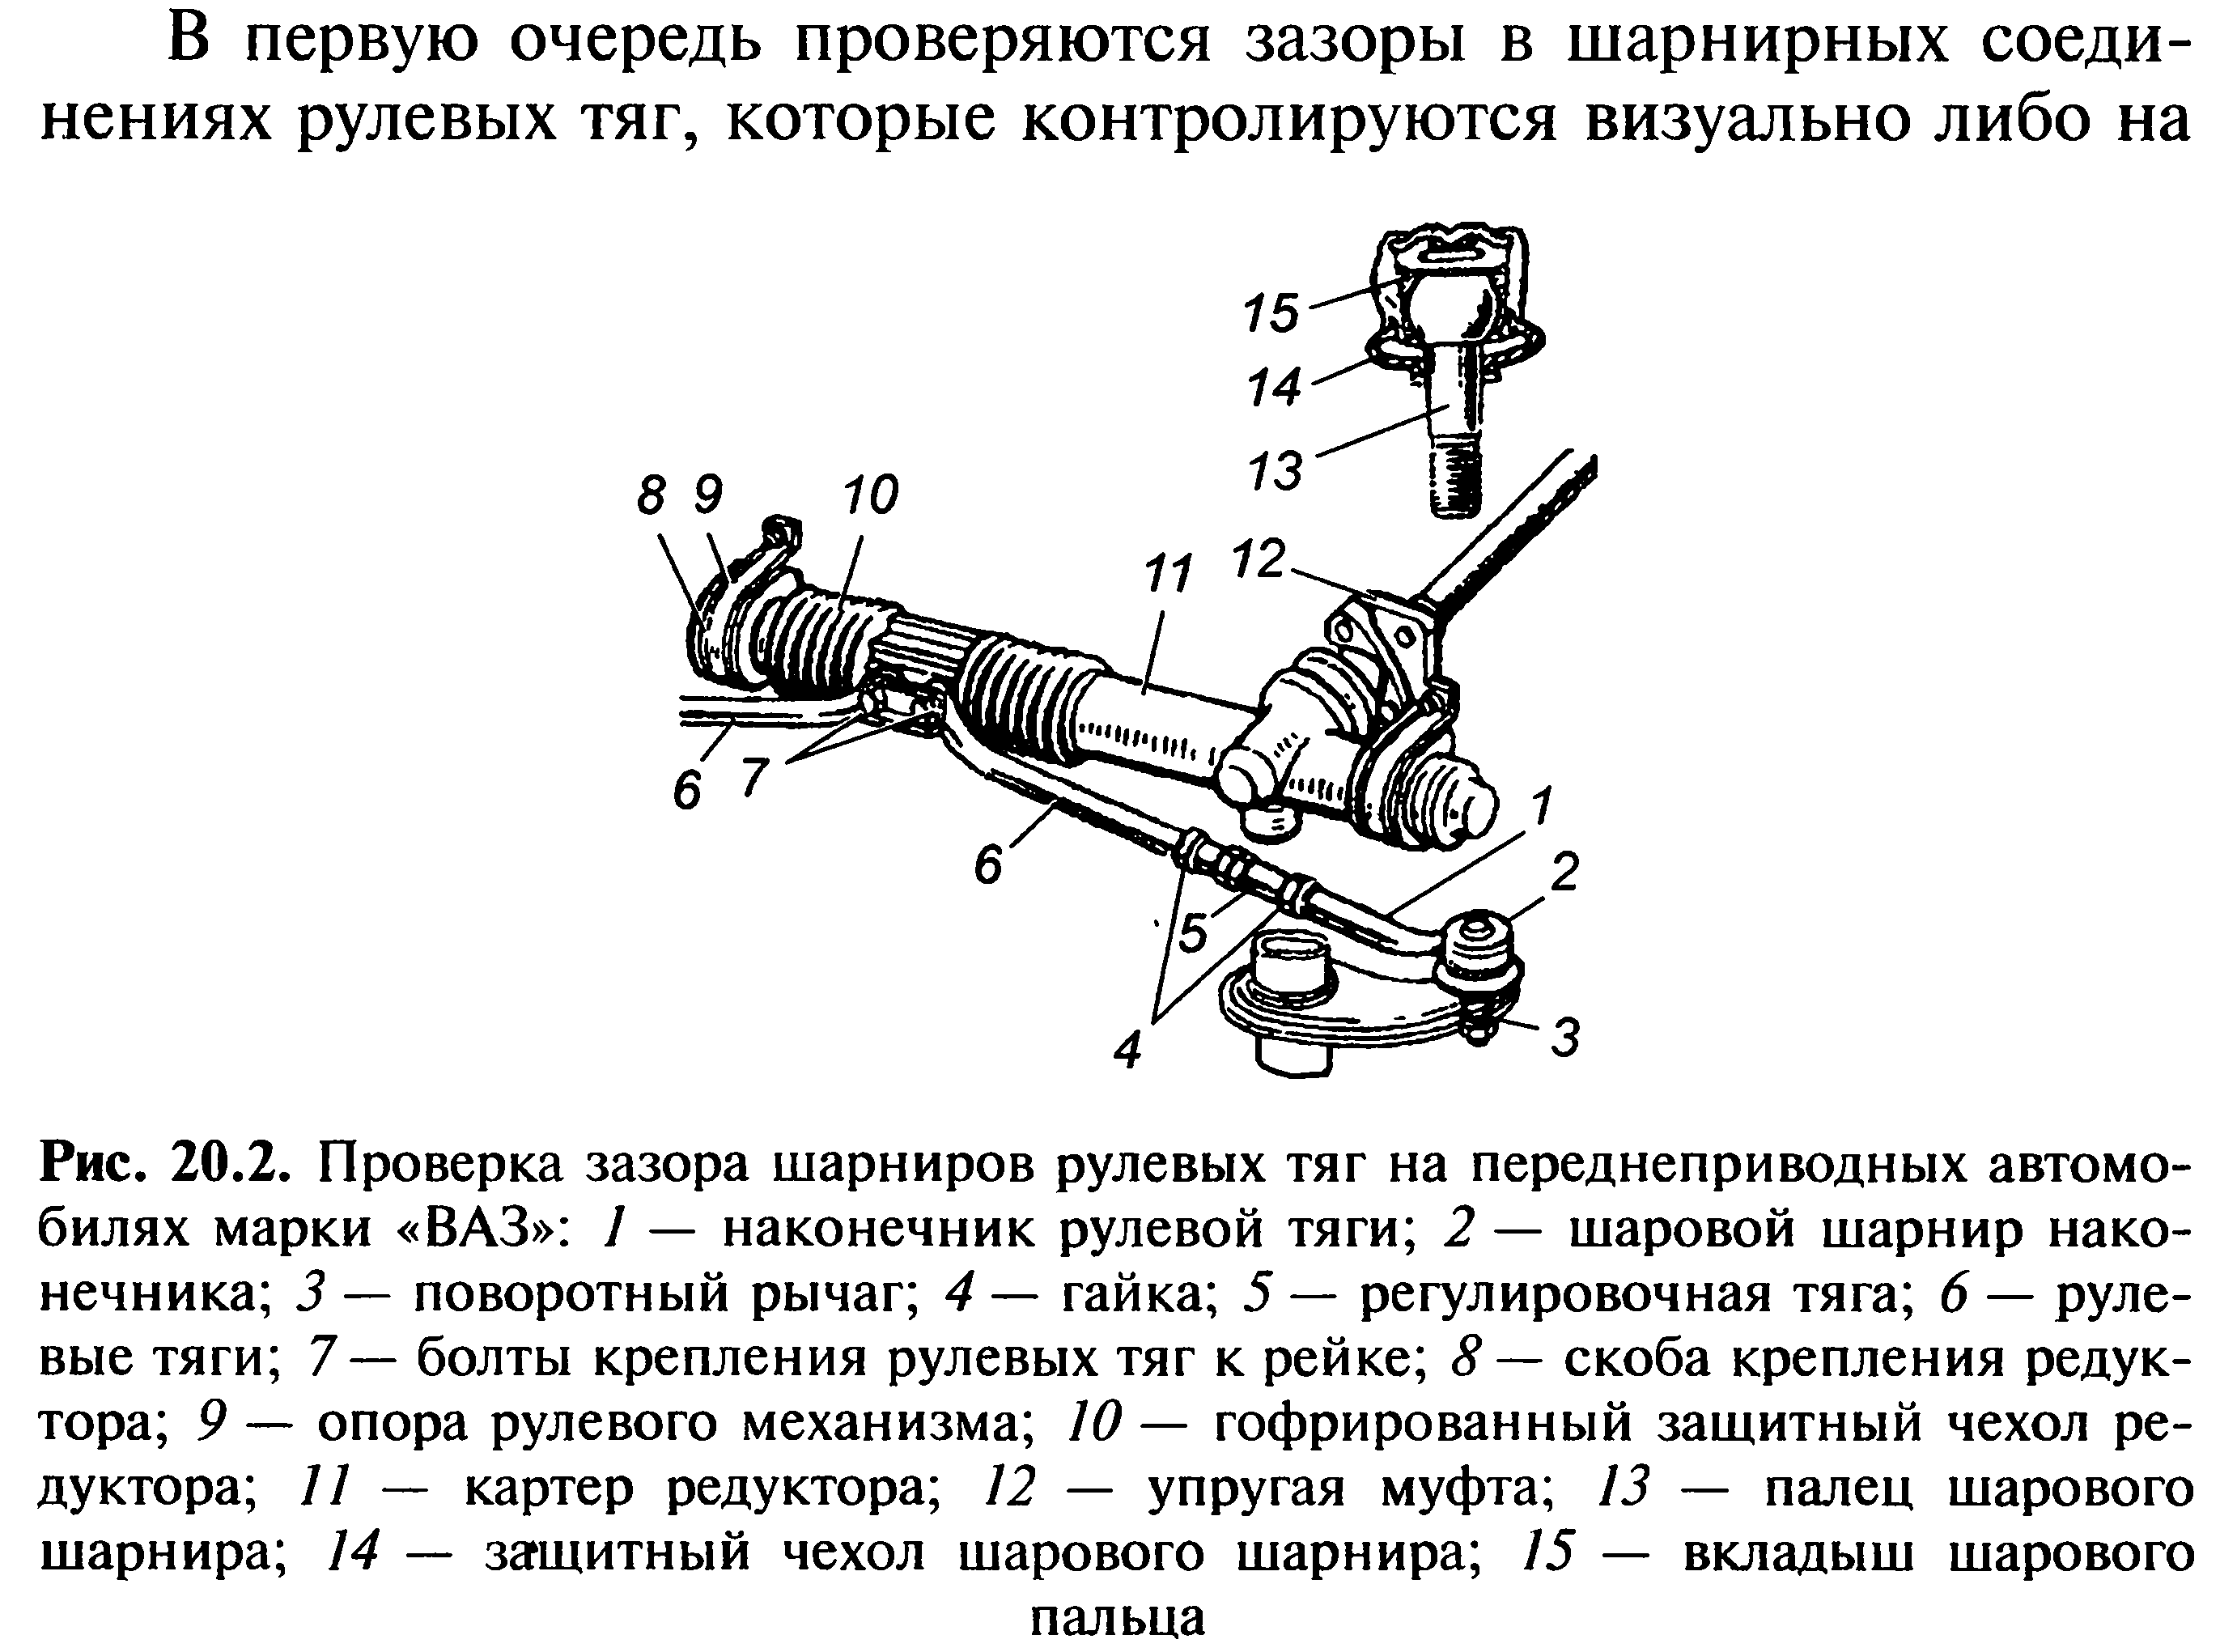 В первую очередь проверяются зазоры в шарнирных соеди-
нениях рулевых тяг, которые контролируются визуально либо на
15
14
13
8 9 10
11 12
6 7
6
1
2
5
4
3
Рис. 20.2. Проверка зазора шарниров рулевых тяг на переднеприводных автомо-
билях марки «ВАЗ»: 1 — наконечник рулевой тяги; 2 — шаровой шарнир нако-
нечника; 3 — поворотный рычаг; 4 — гайка; 5 — регулировочная тяга; 6 — руле-
вые тяги; 7 — болты крепления рулевых тяг к рейке; 8 — скоба крепления редук-
тора; 9 — опора рулевого механизма; 10 — гофрированный защитный чехол ре-
дуктора; 11 — картер редуктора; 12 — упругая муфта; 13 — палец шарового
шарнира; 14 — защитный чехол шарового шарнира; 15 — вкладыш шарового
пальца